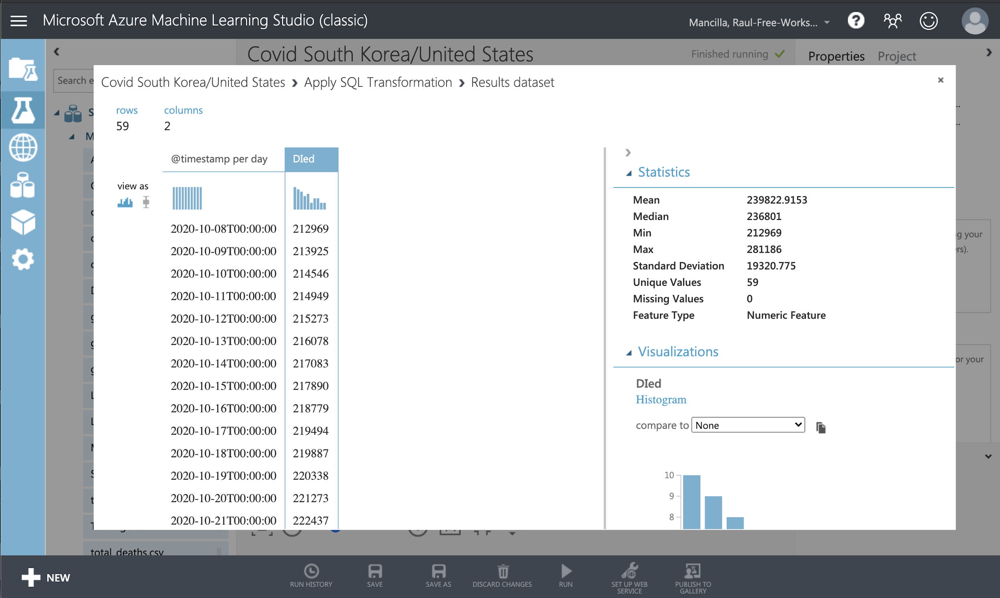 Microsoft Azure Machine Learning Studio (classic)
Mancilla, Raul-Free-Works...
Covid South Korea/United States
Finished running
Properties
Project
Search e
Covid South Korea/United States › Apply SQL Transformation › Results dataset
rows columns
59 2
@timestamp per day DIed
view as
2020-10-08T00:00:00 212969
2020-10-09T00:00:00 213925
2020-10-10T00:00:00 214546
2020-10-11T00:00:00 214949
2020-10-12T00:00:00 215273
2020-10-13T00:00:00 216078
2020-10-14T00:00:00 217083
2020-10-15T00:00:00 217890
2020-10-16T00:00:00 218779
2020-10-17T00:00:00 219494
2020-10-18T00:00:00 219887
2020-10-19T00:00:00 220338
2020-10-20T00:00:00 221273
2020-10-21T00:00:00 222437
Statistics
Mean 239822.9153
Median 236801
Min 212969
Max 281186
Standard Deviation 19320.775
Unique Values 59
Missing Values 0
Feature Type Numeric Feature
Visualizations
DIed
Histogram
compare to None
10
9
8
g your
rs).
or your
total_deaths.csv
NEW
RUN HISTORY
SAVE
SAVE AS
DISCARD CHANGES
RUN
SET UP WEB
SERVICE
PUBLISH TO
GALLERY